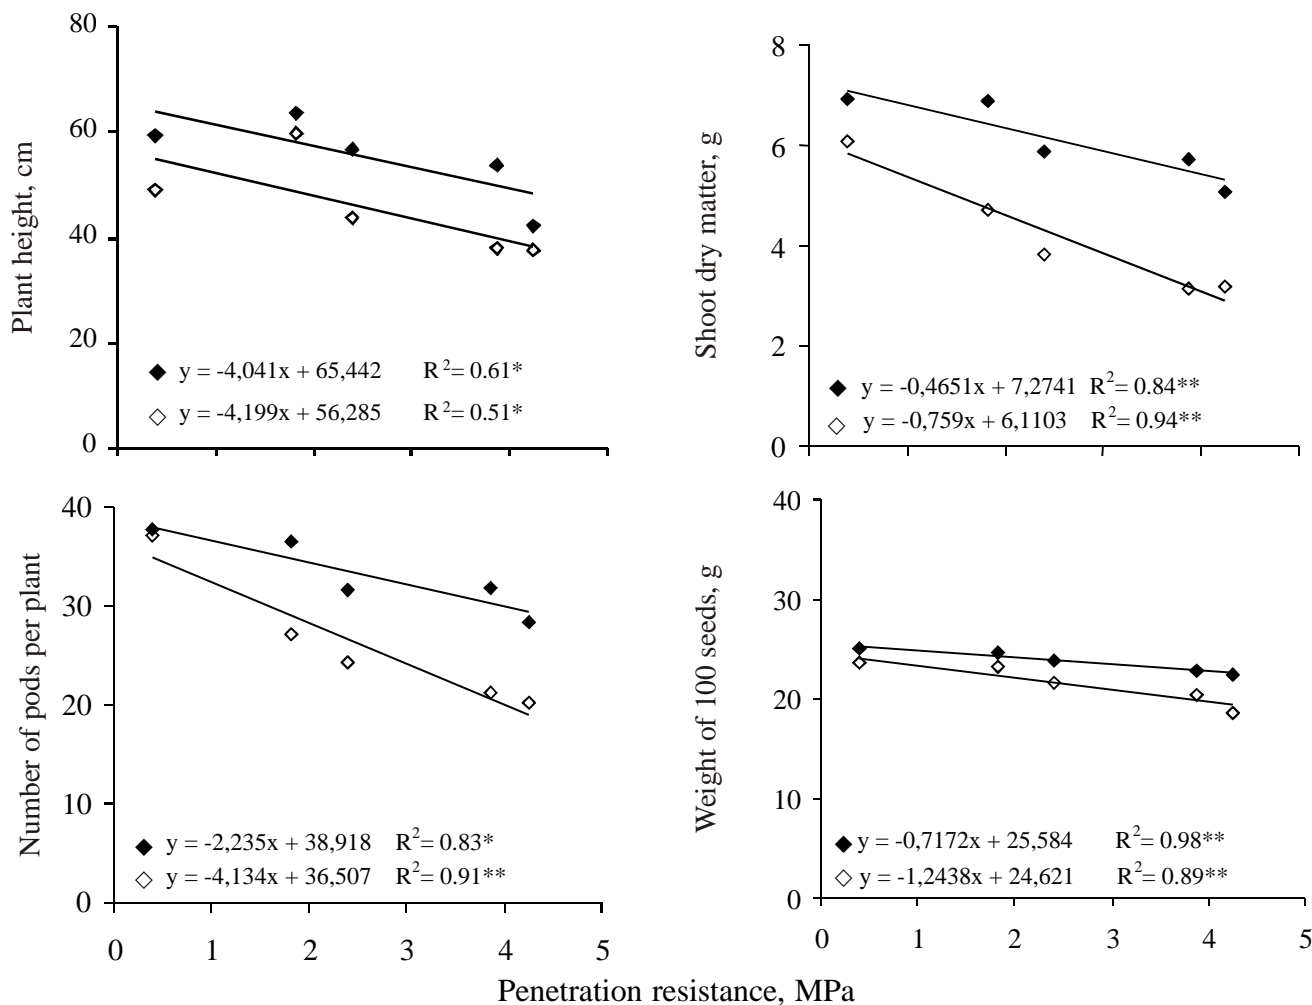 80
60
40
20
0
Plant height, cm
y = -4,041x + 65,442 R²= 0.61*
y = -4,199x + 56,285 R²= 0.51*
8
6
4
2
0
Shoot dry matter, g
y = -0,4651x + 7,2741 R²= 0.84**
y = -0,759x + 6,1103 R²= 0.94**
40
30
20
10
0
Number of pods per plant
y = -2,235x + 38,918 R²= 0.83*
y = -4,134x + 36,507 R²= 0.91**
0 1 2 3 4 5
40
30
20
10
0
Weight of 100 seeds, g
y = -0,7172x + 25,584 R²= 0.98**
y = -1,2438x + 24,621 R²= 0.89**
0 1 2 3 4 5
Penetration resistance, MPa